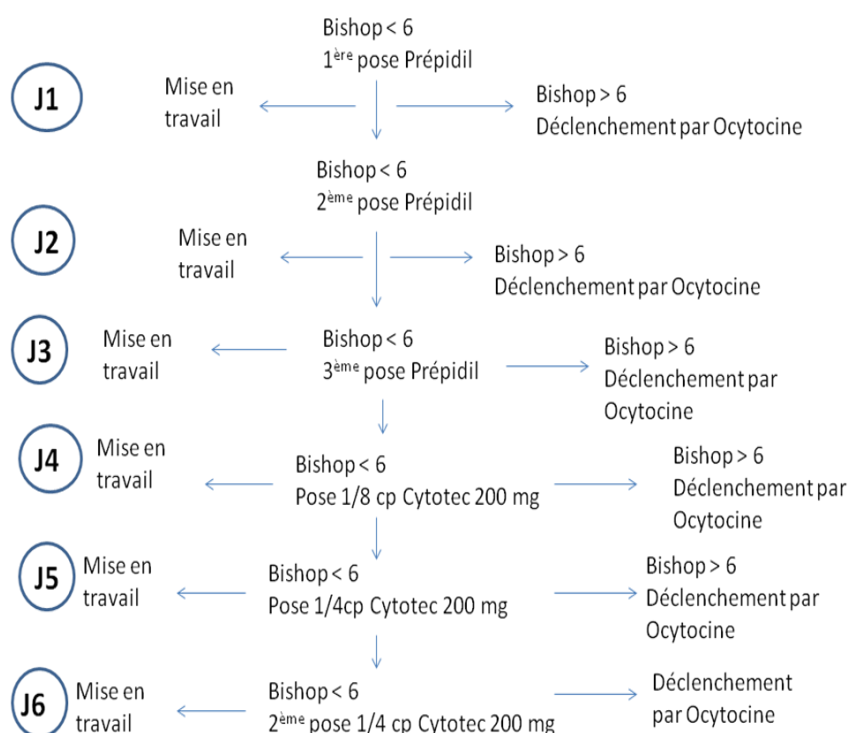 Bishop < 6
1ère pose Prépidil
J1
Mise en
travail
Bishop > 6
Déclenchement par Ocytocine
Bishop < 6
2ème pose Prépidil
J2
Mise en
travail
Bishop > 6
Déclenchement par Ocytocine
J3
Mise en
travail
Bishop < 6
3ème pose Prépidil
Bishop > 6
Déclenchement par
Ocytocine
J4
Mise en
travail
Bishop < 6
Pose 1/8 cp Cytotec 200 mg
Bishop > 6
Déclenchement par
Ocytocine
J5
Mise en
travail
Bishop < 6
Pose 1/4cp Cytotec 200 mg
Bishop > 6
Déclenchement par
Ocytocine
J6
Mise en
travail
Bishop < 6
2ème pose 1/4 cp Cytotec 200 mg
Déclenchement
par Ocytocine